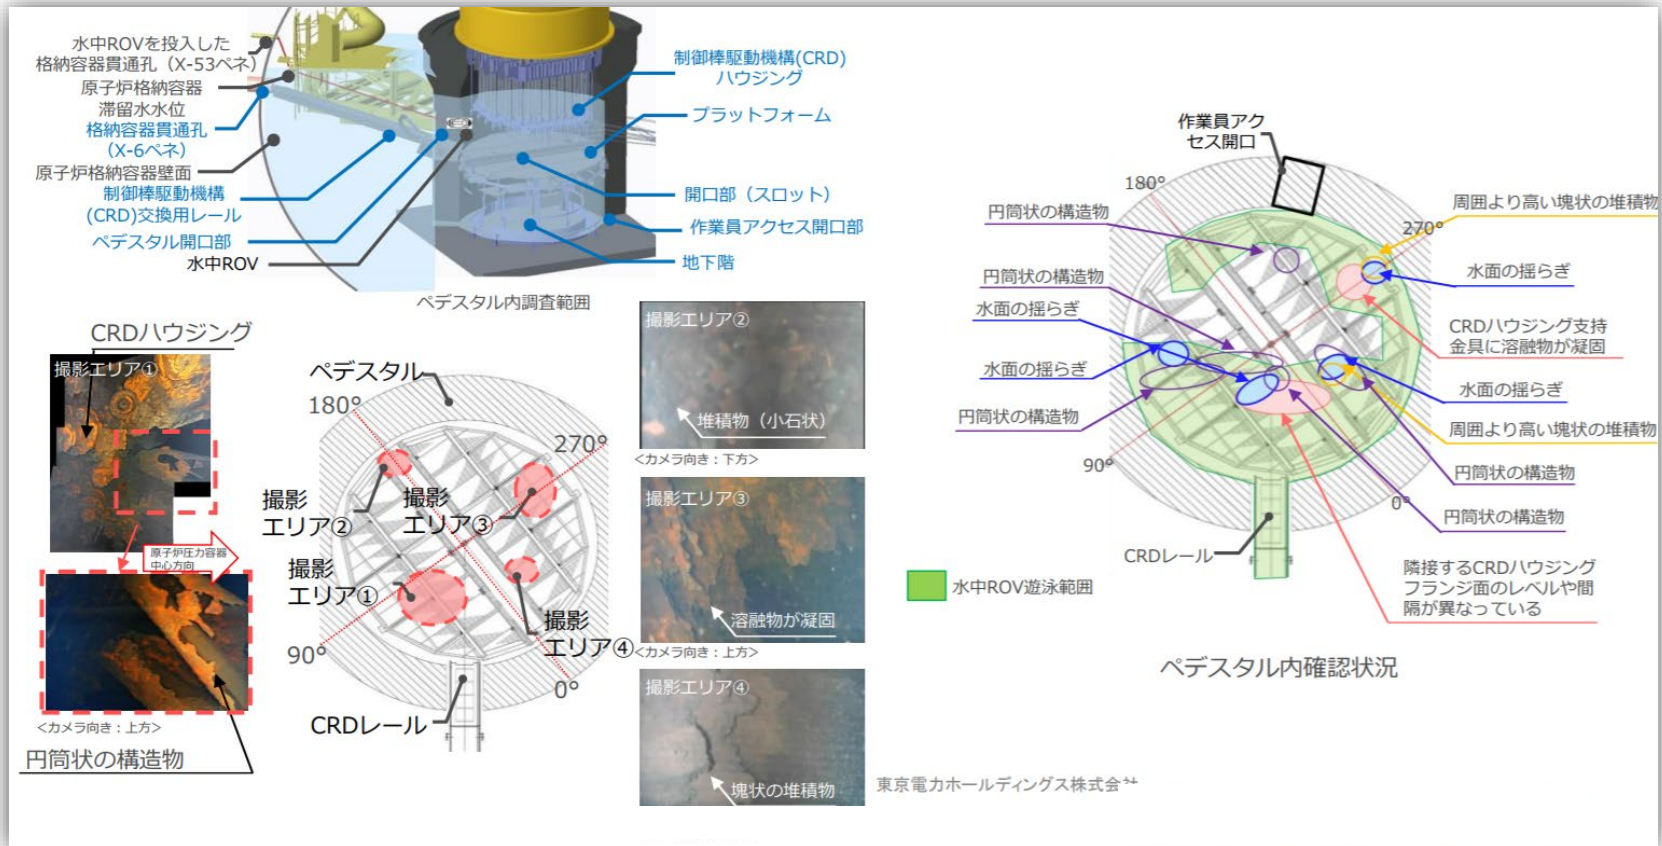 水中ROVを投入した
格納容器貫通孔（X-53ペネ）
原子炉格納容器
滞留水水位
格納容器貫通孔
（X-6ペネ）
原子炉格納容器壁面
制御棒駆動機構
(CRD)交換用レール
ペデスタル開口部
水中ROV
制御棒駆動機構(CRD)
ハウジング
プラットフォーム
開口部（スロット）
作業員アクセス開口部
地下階
ペデスタル内調査範囲
CRDハウジング
撮影エリア①
原子炉圧力容器
中心方向
<カメラ向き：上方>
円筒状の構造物
ペデスタル
180°
270°
撮影
エリア②
撮影
エリア③
撮影
エリア①
撮影
エリア④
90°
0°
CRDレール
撮影エリア②
堆積物（小石状）
<カメラ向き：下方>
撮影エリア③
溶融物が凝固
<カメラ向き：上方>
撮影エリア④
塊状の堆積物
作業員アク
セス開口
180°
円筒状の構造物
周囲より高い塊状の堆積物
270°
円筒状の構造物
水面の揺らぎ
水面の揺らぎ
CRDハウジング支持
金具に溶融物が凝固
水面の揺らぎ
水面の揺らぎ
円筒状の構造物
周囲より高い塊状の堆積物
90°
円筒状の構造物
0°
円筒状の構造物
CRDレール
隣接するCRDハウジング
フランジ面のレベルや間
隔が異なっている
水中ROV遊泳範囲
ペデスタル内確認状況
東京電力ホールディングス株式会社